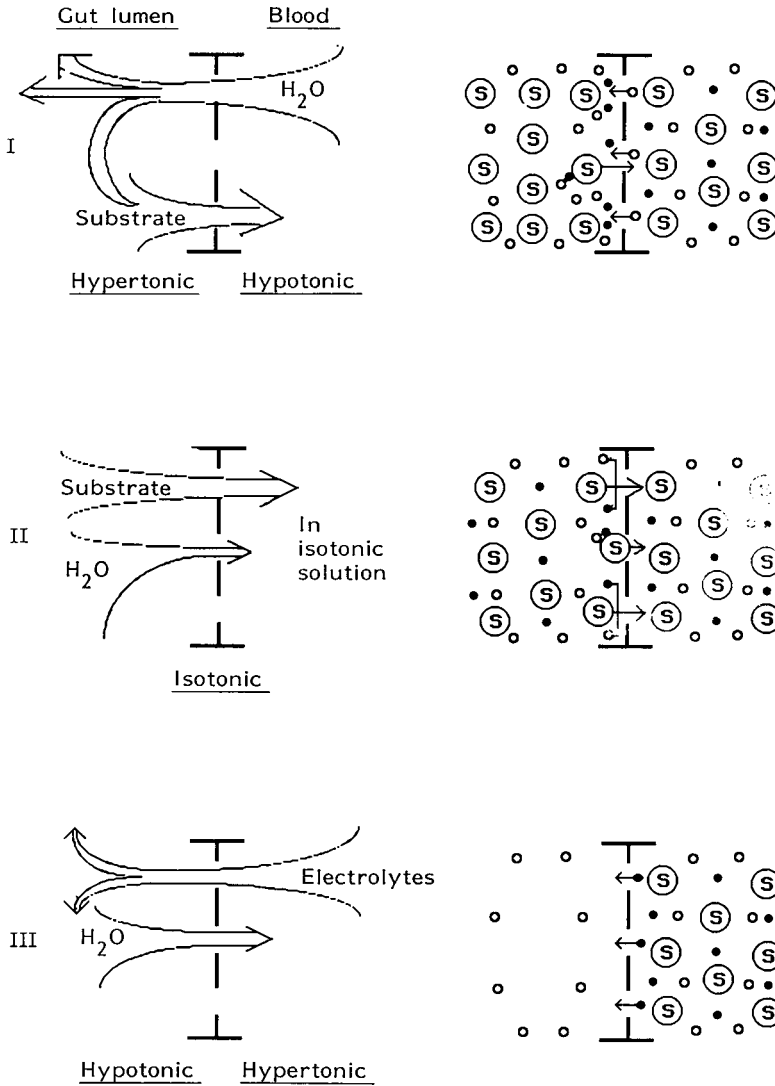 Gut lumen Blood
H2O
I
Substrate
Hypertonic Hypotonic
S S S S S
S
S S S
S S
S S S S S
II
Substrate
H2O
In
isotonic
solution
Isotonic
S S S S
S S
S S S S
S S
S S S S
III
Electrolytes
H2O
Hypotonic Hypertonic
S S
S
S S
S
S S